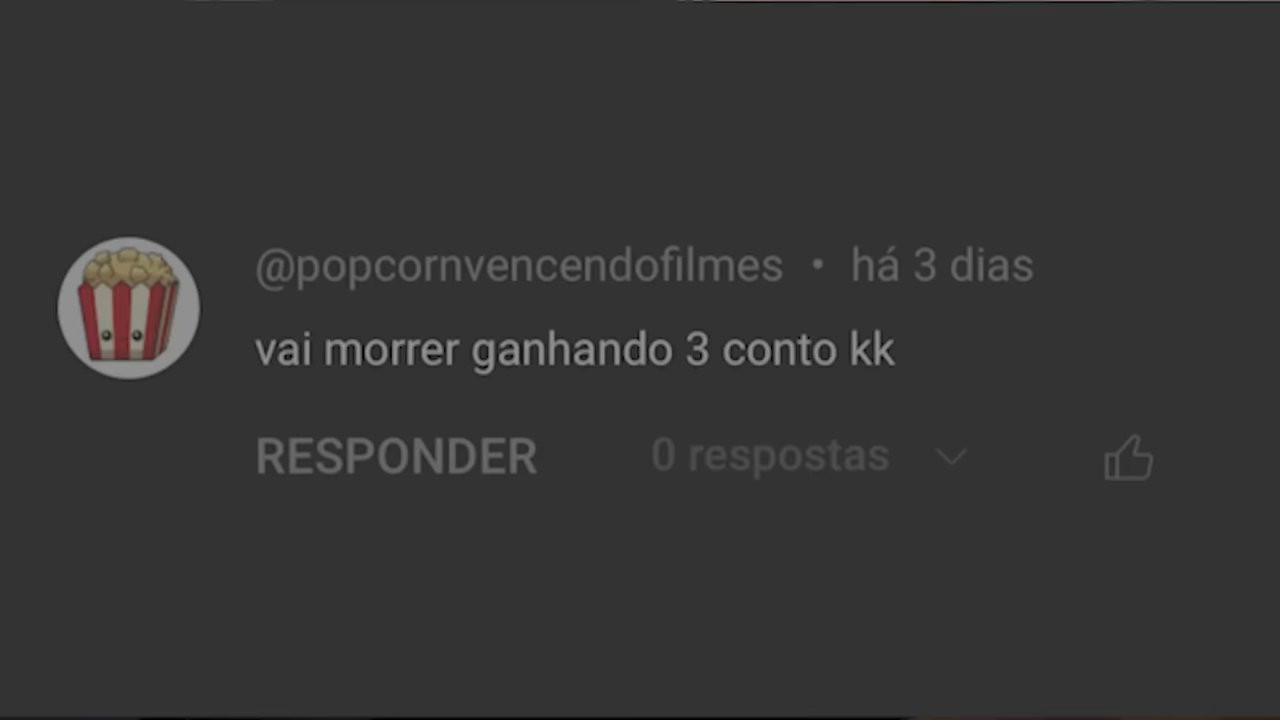 @popcornvencendofilmes • há 3 dias
vai morrer ganhando 3 conto kk
RESPONDER 0 respostas